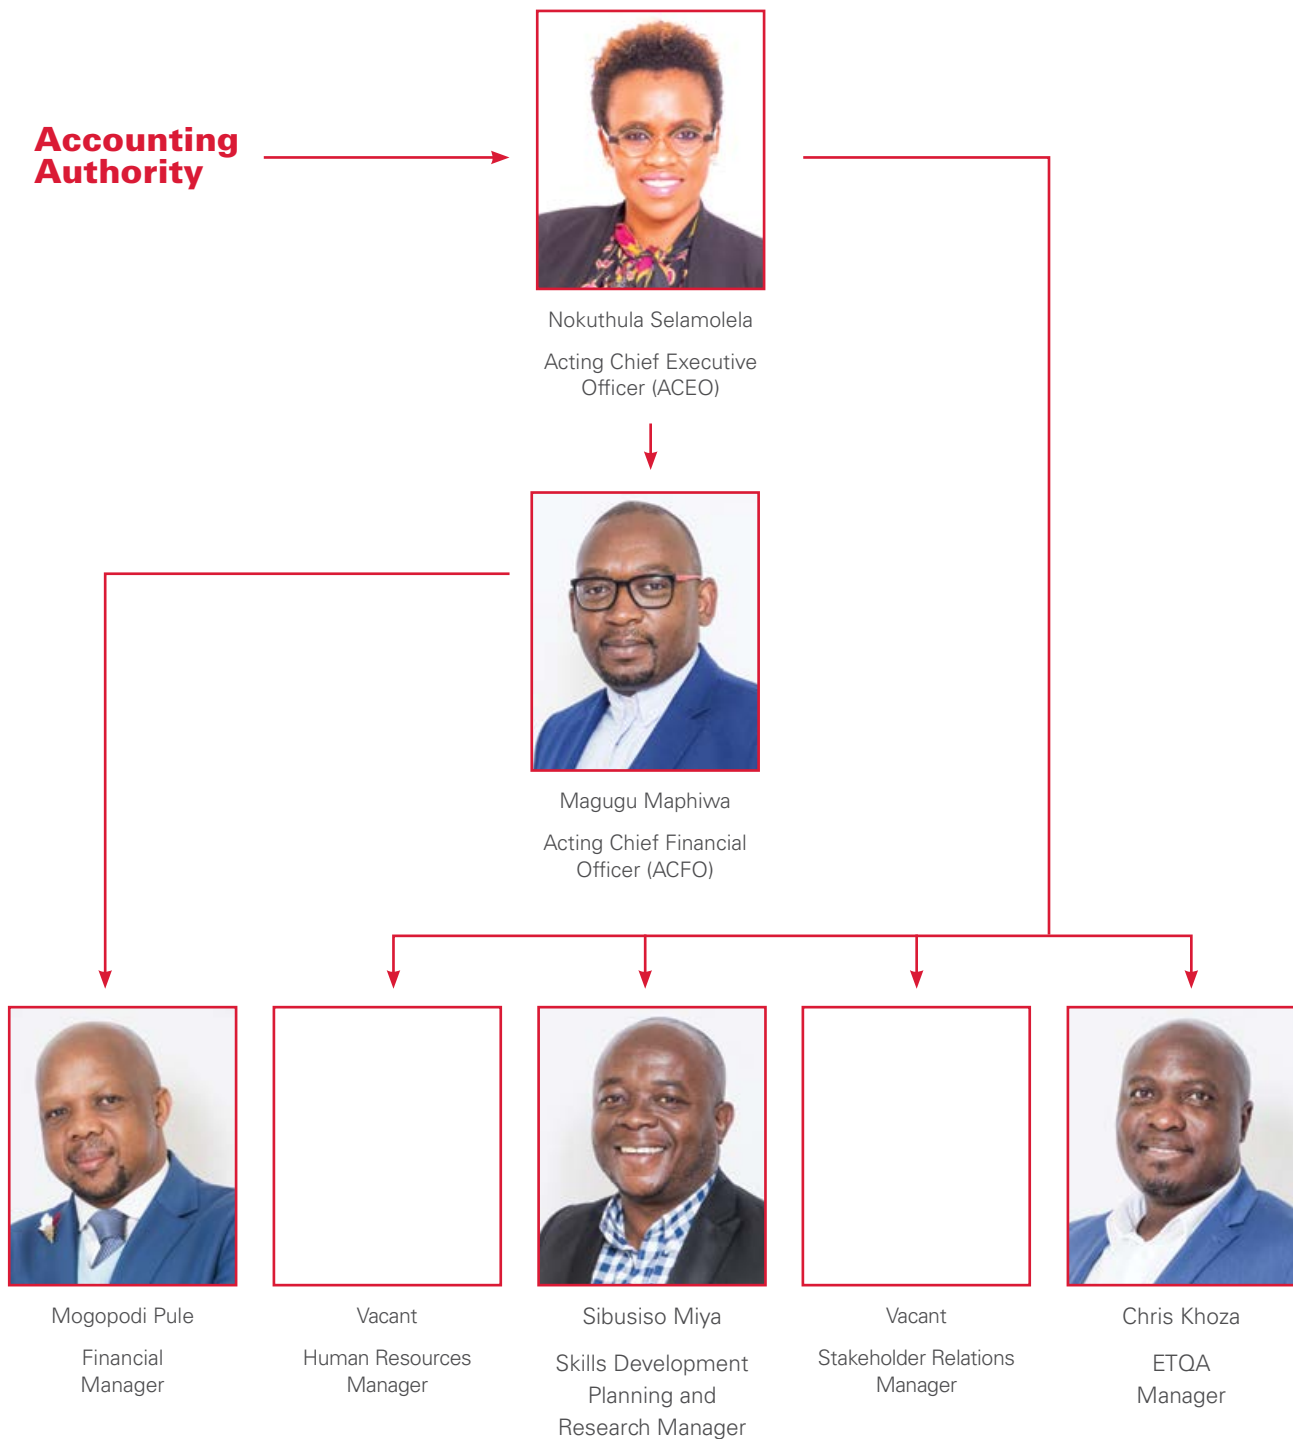 Accounting
Authority
Nokuthula Selamolela
Acting Chief Executive
Officer (ACEO)
Magugu Maphiwa
Acting Chief Financial
Officer (ACFO)
Mogopodi Pule
Financial
Manager
Vacant
Human Resources
Manager
Sibusiso Miya
Skills Development
Planning and
Research Manager
Vacant
Stakeholder Relations
Manager
Chris Khoza
ETQA
Manager